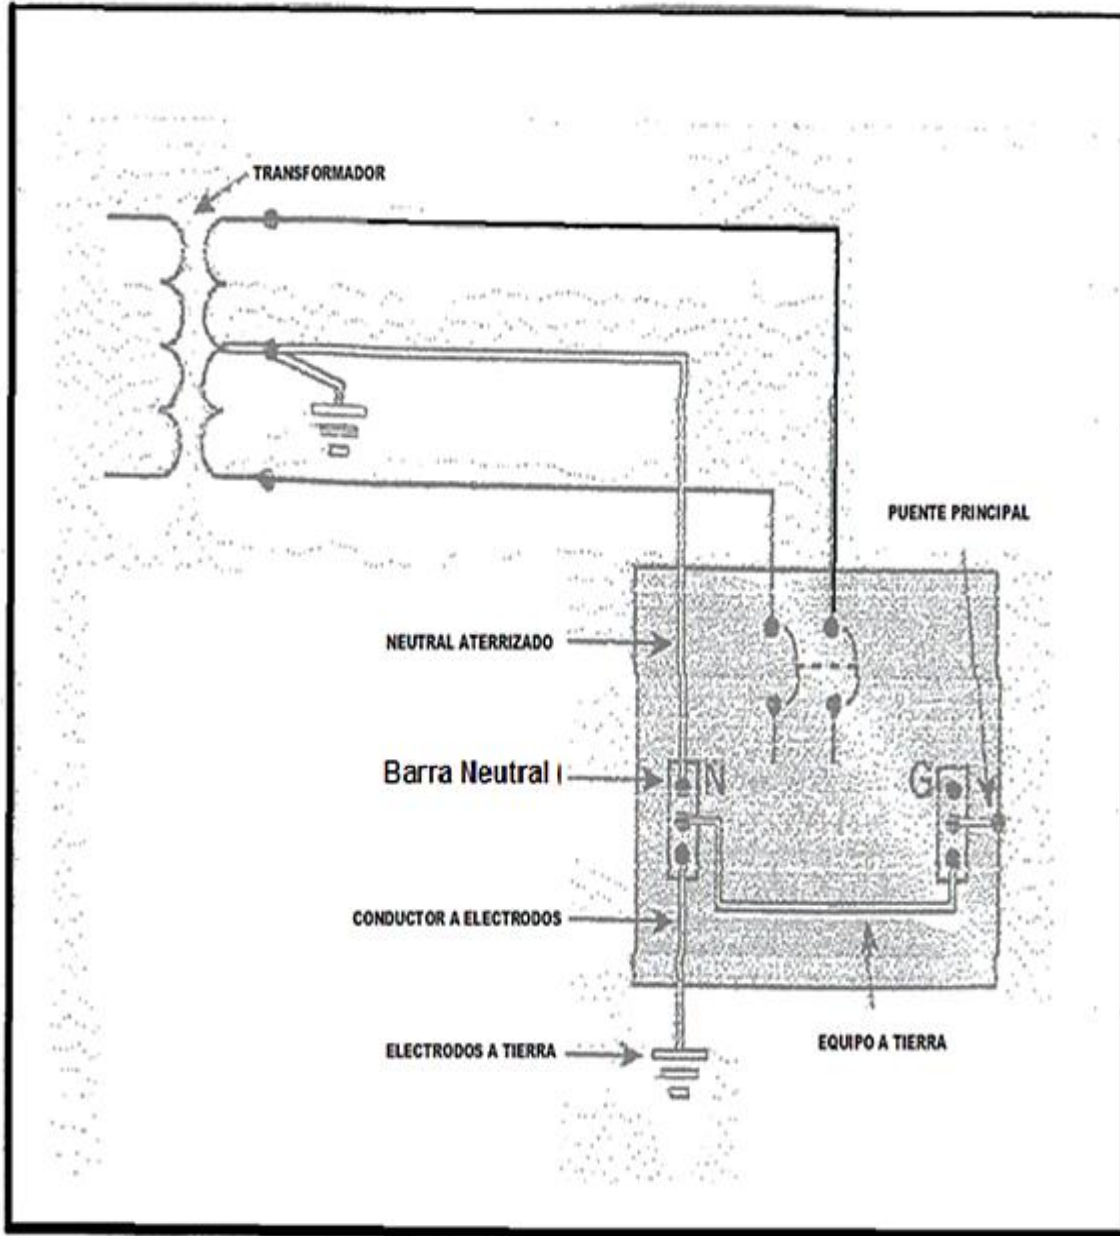 TRANSFORMADOR
PUENTE PRINCIPAL
NEUTRAL ATERRIZADO
Barra Neutral
N
G
CONDUCTOR A ELECTRODOS
ELECTRODOS A TIERRA
EQUIPO A TIERRA